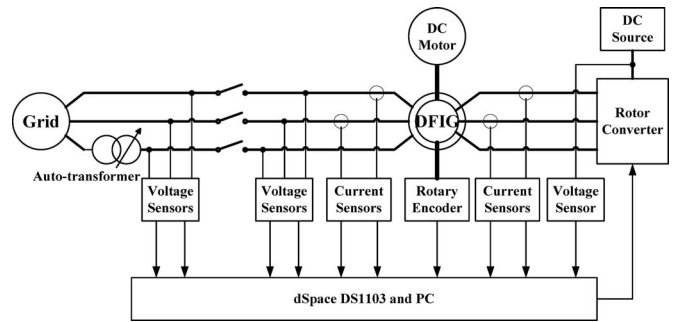 DC
Motor
DC
Source
Grid
DFIG
Rotor
Converter
Auto-transformer
Voltage
Sensors
Voltage
Sensors
Current
Sensors
Rotary
Encoder
Current
Sensors
Voltage
Sensor
dSpace DS1103 and PC